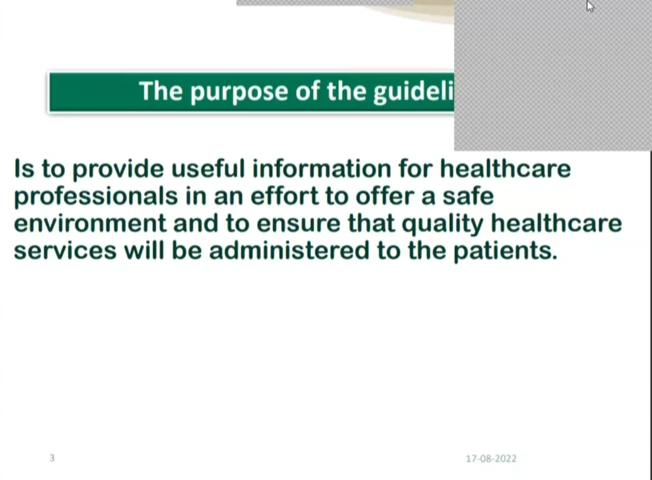 The purpose of the
Is to provide useful information for healthcare
professionals in an effort to offer a safe
environment and to ensure that quality healthcare
services will be administered to the patients.
3
17-08-2022